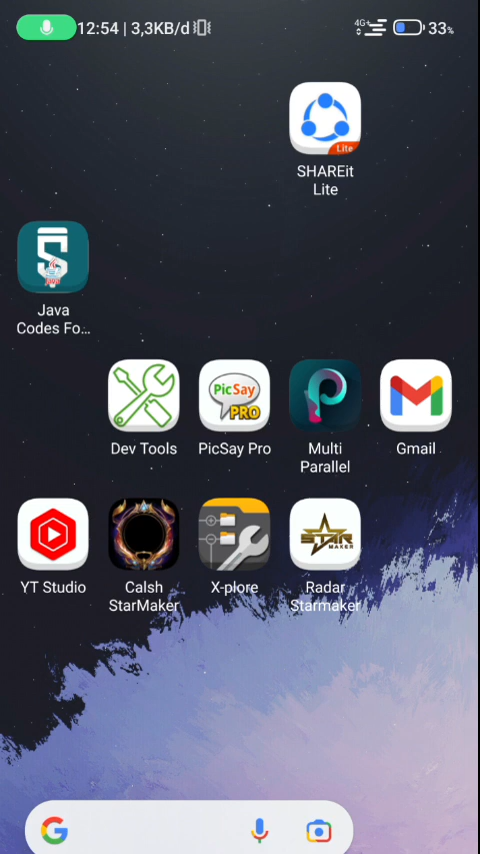 12:54 | 3,3KB/d
4G+
33%
Lite
SHAREit
Lite
Java
Java
Codes Fo...
PicSay
PRO
Dev Tools
PicSay Pro
Multi
Parallel
Gmail
STAR
MAKER
YT Studio
Calsh
StarMaker
X-plore
Radar
Starmaker